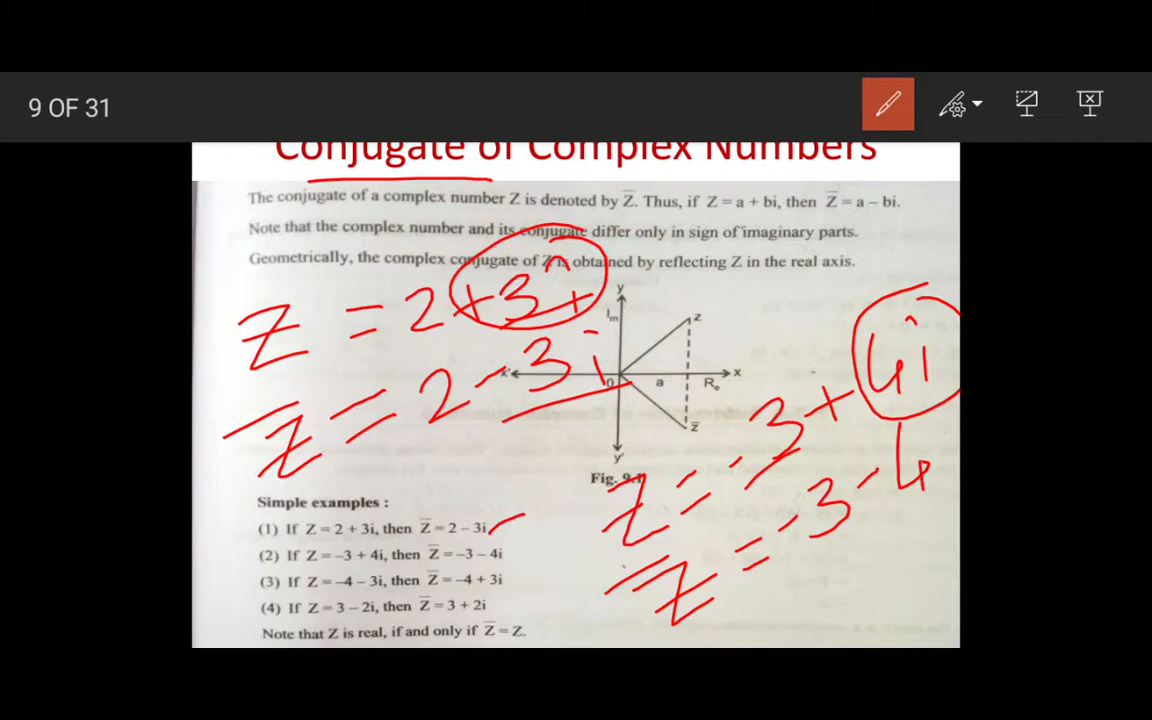 9 OF 31
Conjugate of Complex Numbers
The conjugate of a complex number Z is denoted by Z̅. Thus, if Z = a + bi, then Z̅ = a – bi.
Note that the complex number and its conjugate differ only in sign of imaginary parts.
Geometrically, the complex conjugate of Z is obtained by reflecting Z in the real axis.
Z = 2 + 3i
Z̅ = 2 - 3i
y
Im
z
x'
0
a
Re
x
z̅
y'
Fig. 9.1
Z = -3 + 4i
Z̅ = -3 - 4
Simple examples :
(1) If Z = 2 + 3i, then Z̅ = 2 – 3i
(2) If Z = –3 + 4i, then Z̅ = –3 – 4i
(3) If Z = –4 – 3i, then Z̅ = –4 + 3i
(4) If Z = 3 – 2i, then Z̅ = 3 + 2i
Note that Z is real, if and only if Z̅ = Z.